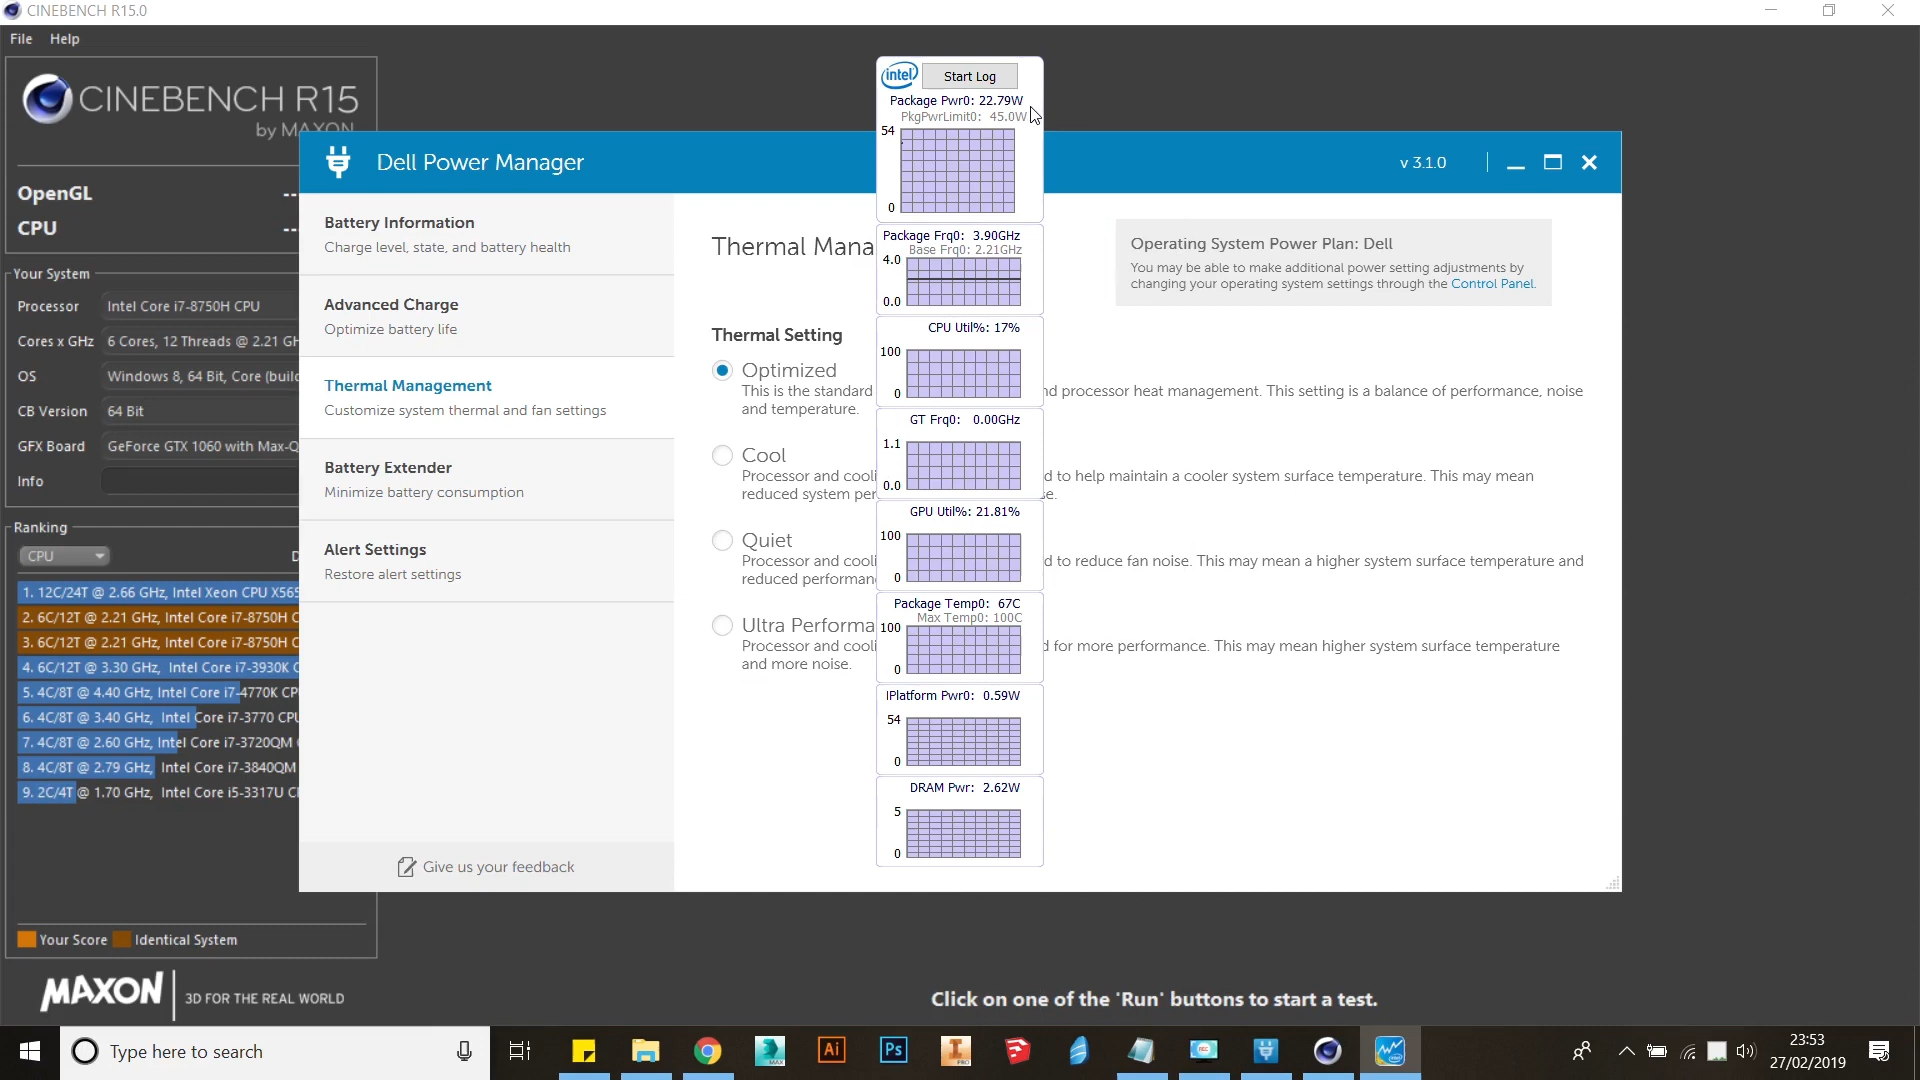 CINEBENCH R15.0
File Help
CINEBENCH R15
by MAXON
OpenGL --
CPU --
Your System
Processor Intel Core i7-8750H CPU
Cores x GHz 6 Cores, 12 Threads @ 2.21 GH
OS Windows 8, 64 Bit, Core (build
CB Version 64 Bit
GFX Board GeForce GTX 1060 with Max-Q
Info
Ranking
CPU
1. 12C/24T @ 2.66 GHz, Intel Xeon CPU X565
2. 6C/12T @ 2.21 GHz, Intel Core i7-8750H C
3. 6C/12T @ 2.21 GHz, Intel Core i7-8750H C
4. 6C/12T @ 3.30 GHz, Intel Core i7-3930K C
5. 4C/8T @ 4.40 GHz, Intel Core i7-4770K CP
6. 4C/8T @ 3.40 GHz, Intel Core i7-3770 CPU
7. 4C/8T @ 2.60 GHz, Intel Core i7-3720QM
8. 4C/8T @ 2.79 GHz, Intel Core i7-3840QM
9. 2C/4T @ 1.70 GHz, Intel Core i5-3317U C
Your Score Identical System
MAXON 3D FOR THE REAL WORLD
Click on one of the 'Run' buttons to start a test.
Dell Power Manager
v 3.1.0
Battery Information
Charge level, state, and battery health
Advanced Charge
Optimize battery life
Thermal Management
Customize system thermal and fan settings
Battery Extender
Minimize battery consumption
Alert Settings
Restore alert settings
Give us your feedback
Thermal Mana
Operating System Power Plan: Dell
You may be able to make additional power setting adjustments by
changing your operating system settings through the Control Panel.
Thermal Setting
Optimized
This is the standard nd processor heat management. This setting is a balance of performance, noise
and temperature.
Cool
Processor and cooli d to help maintain a cooler system surface temperature. This may mean
reduced system per se.
Quiet
Processor and cooli d to reduce fan noise. This may mean a higher system surface temperature and
reduced performan
Ultra Performa
Processor and cooli d for more performance. This may mean higher system surface temperature
and more noise.
intel Start Log
Package Pwr0: 22.79W
PkgPwrLimit0: 45.0W
54
0
Package Frq0: 3.90GHz
Base Frq0: 2.21GHz
4.0
0.0
CPU Util%: 17%
100
0
GT Frq0: 0.00GHz
1.1
0.0
GPU Util%: 21.81%
100
0
Package Temp0: 67C
Max Temp0: 100C
100
0
IPlatform Pwr0: 0.59W
54
0
DRAM Pwr: 2.62W
5
0
Type here to search
MAX
Ai
Ps
I
PRO
23:53
27/02/2019